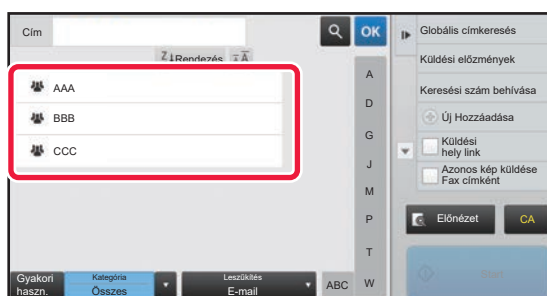 Cím
OK
Rendezés
AAA
BBB
CCC
A
D
G
J
M
P
T
W
Gyakori
haszn.
Kategória
Összes
Leszűkítés
E-mail
ABC
Globális címkeresés
Küldési előzmények
Keresési szám behívása
Új Hozzáadása
Küldési
hely link
Azonos kép küldése
Fax címként
Előnézet
CA
Start